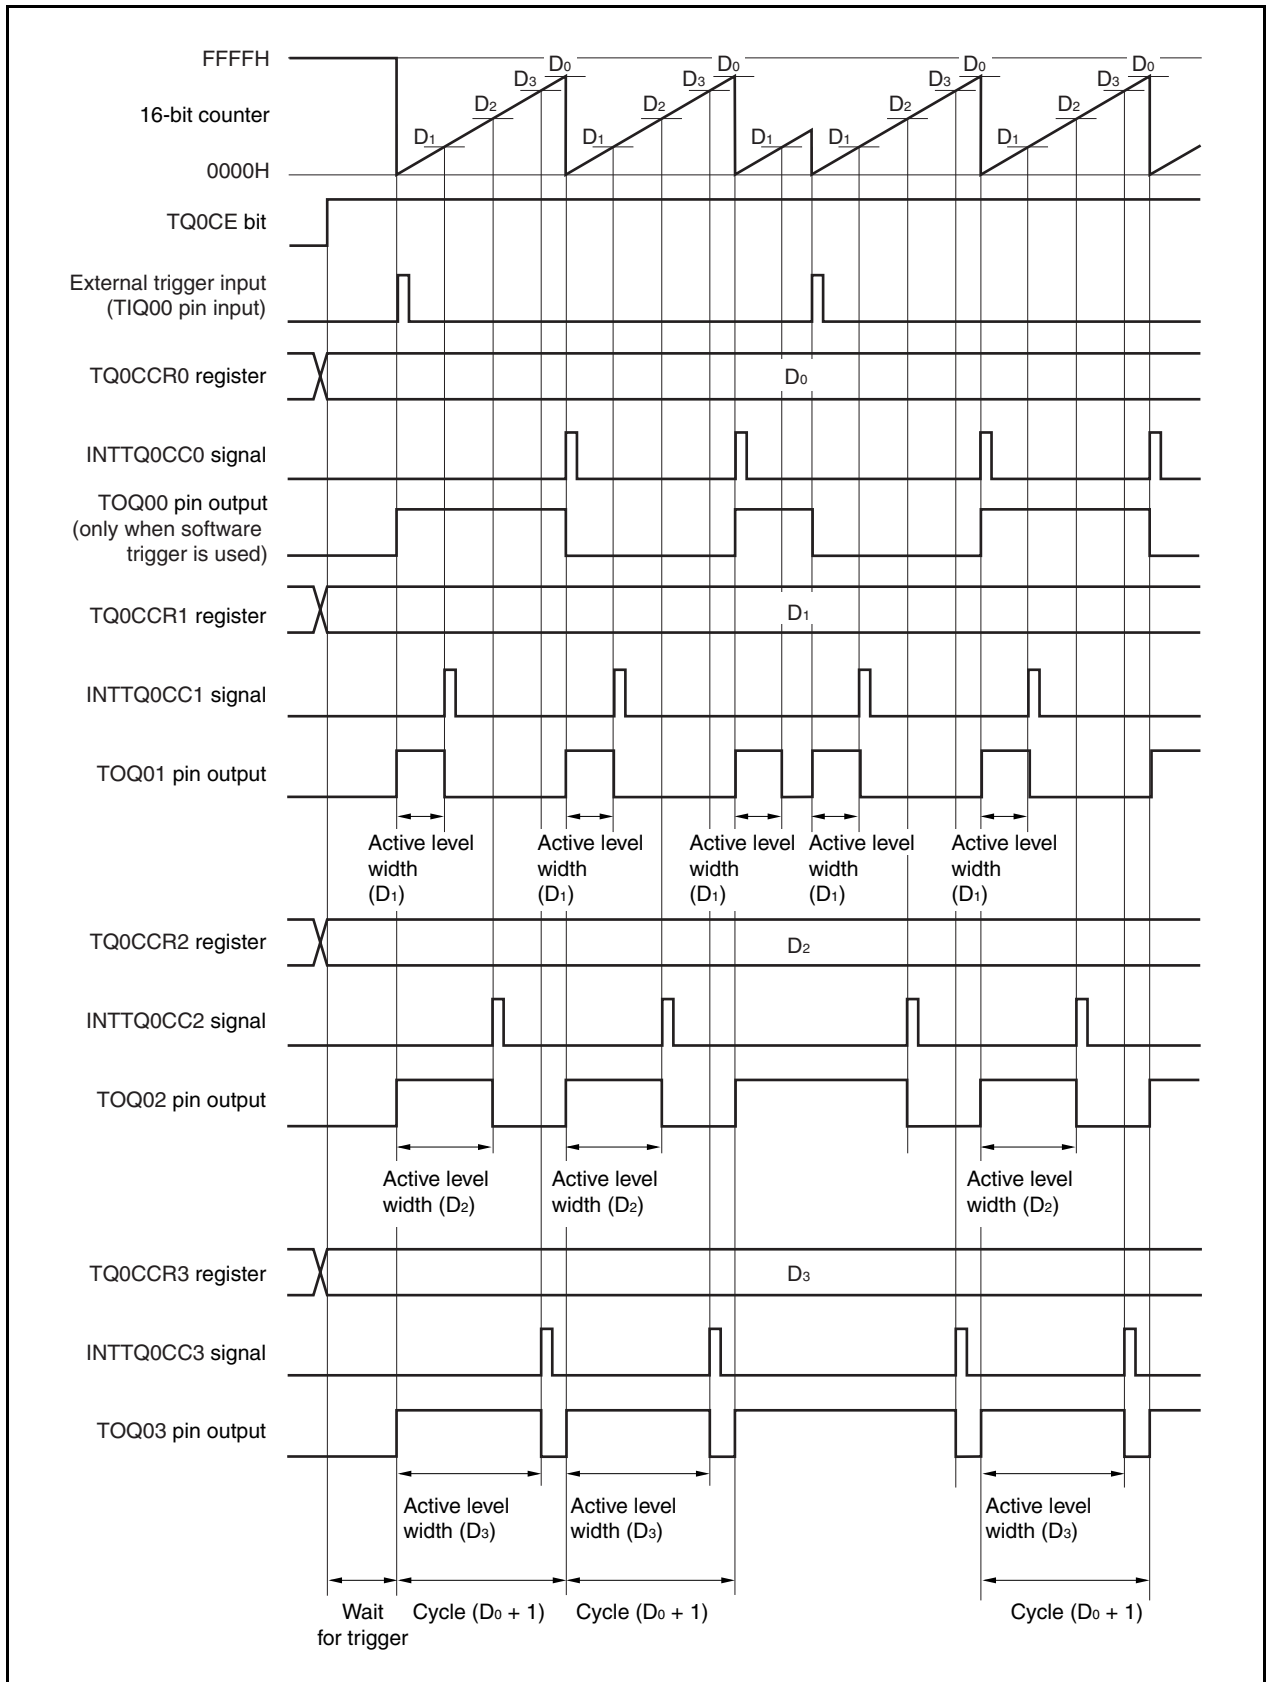 FFFFH
D0 D0 D0 D0
D3 D3 D3 D3
D2 D2 D2 D2
16-bit counter
D1 D1 D1 D1 D1
0000H
TQ0CE bit
External trigger input
(TIQ00 pin input)
TQ0CCR0 register
D0
INTTQ0CC0 signal
TOQ00 pin output
(only when software
trigger is used)
TQ0CCR1 register
D1
INTTQ0CC1 signal
TOQ01 pin output
Active level Active level Active level Active level Active level
width width width width width
(D1) (D1) (D1) (D1) (D1)
TQ0CCR2 register
D2
INTTQ0CC2 signal
TOQ02 pin output
Active level Active level Active level
width (D2) width (D2) width (D2)
TQ0CCR3 register
D3
INTTQ0CC3 signal
TOQ03 pin output
Active level Active level Active level
width (D3) width (D3) width (D3)
Wait Cycle (D0 + 1) Cycle (D0 + 1) Cycle (D0 + 1)
for trigger